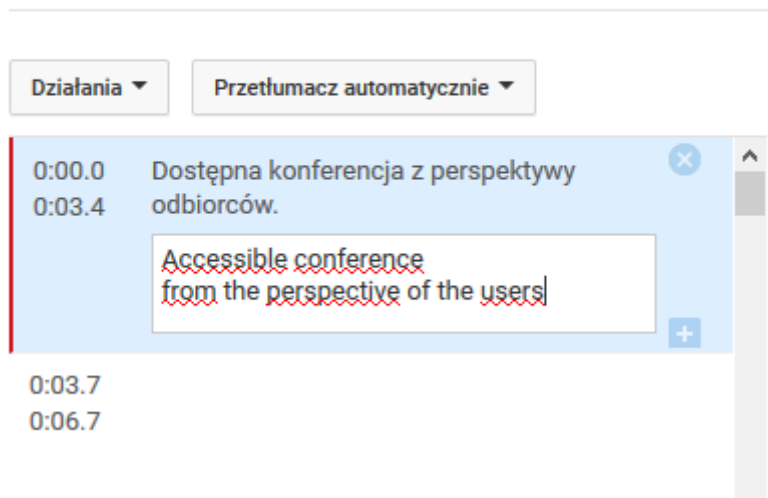 Działania
Przetłumacz automatycznie
0:00.0
0:03.4
Dostępna konferencja z perspektywy
odbiorców.
Accessible conference
from the perspective of the users
0:03.7
0:06.7